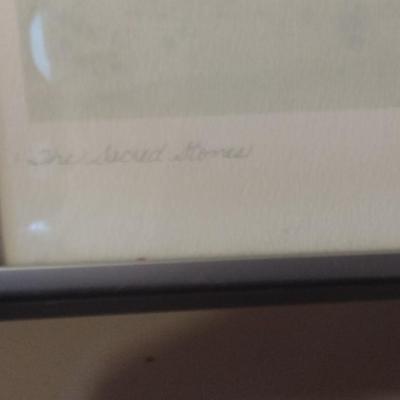 The Sacred Stones